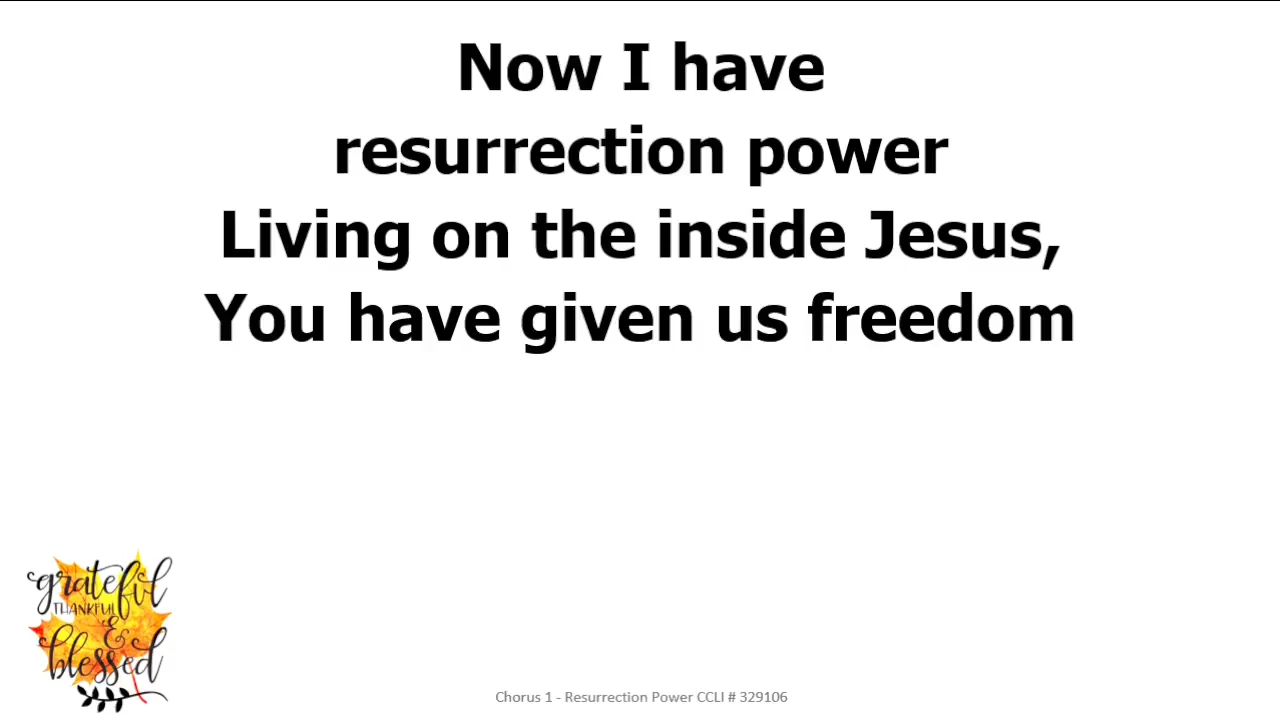 Now I have
resurrection power
Living on the inside Jesus,
You have given us freedom
grateful
THANKFUL
&
blessed
Chorus 1 - Resurrection Power CCLI # 329106